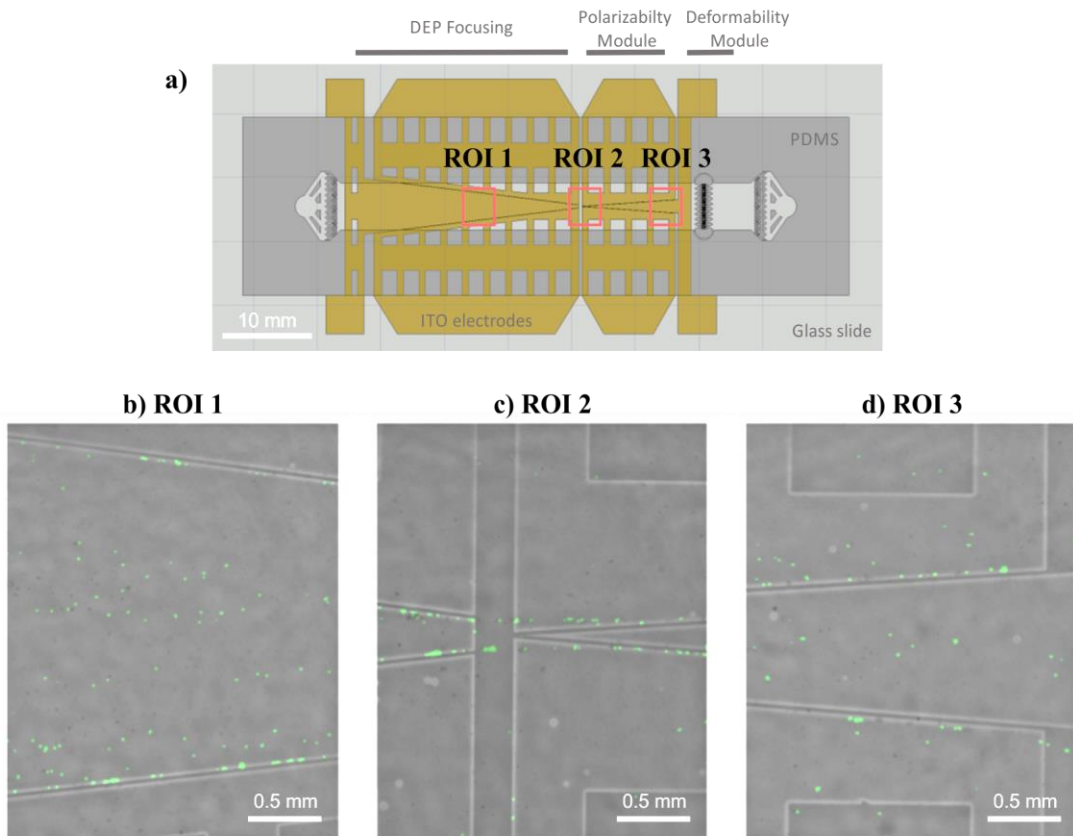 DEP Focusing
Polarizabilty
Module
Deformability
Module
a)
PDMS
ROI 1
ROI 2
ROI 3
ITO electrodes
10 mm
Glass slide
b) ROI 1
c) ROI 2
d) ROI 3
0.5 mm
0.5 mm
0.5 mm